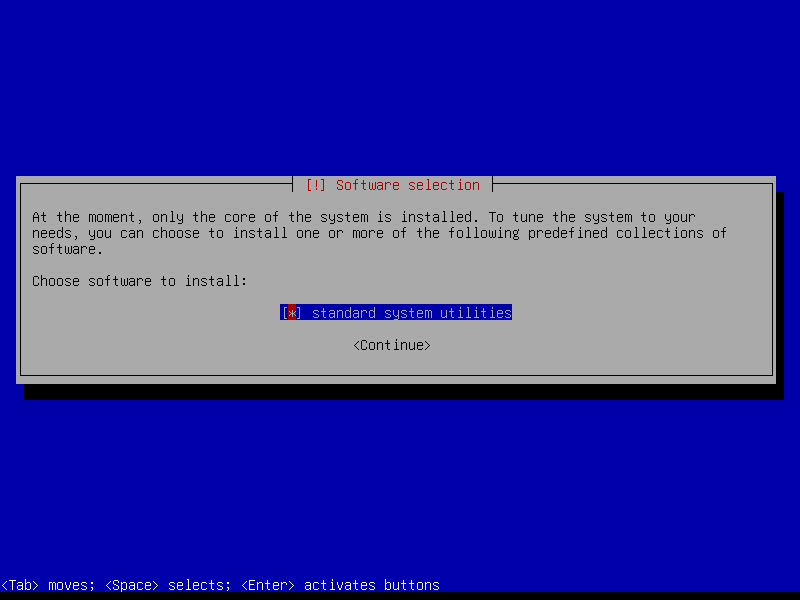 [!] Software selection
At the moment, only the core of the system is installed. To tune the system to your
needs, you can choose to install one or more of the following predefined collections of
software.
Choose software to install:
[*] standard system utilities
<Continue>
<Tab> moves; <Space> selects; <Enter> activates buttons